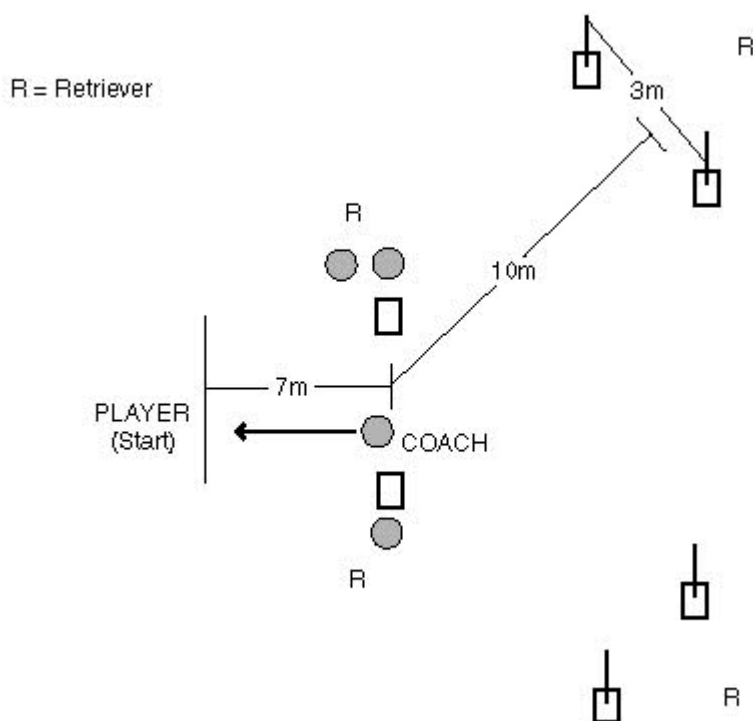 R
R = Retriever
3m
R
10m
7m
PLAYER
(Start)
COACH
R
R